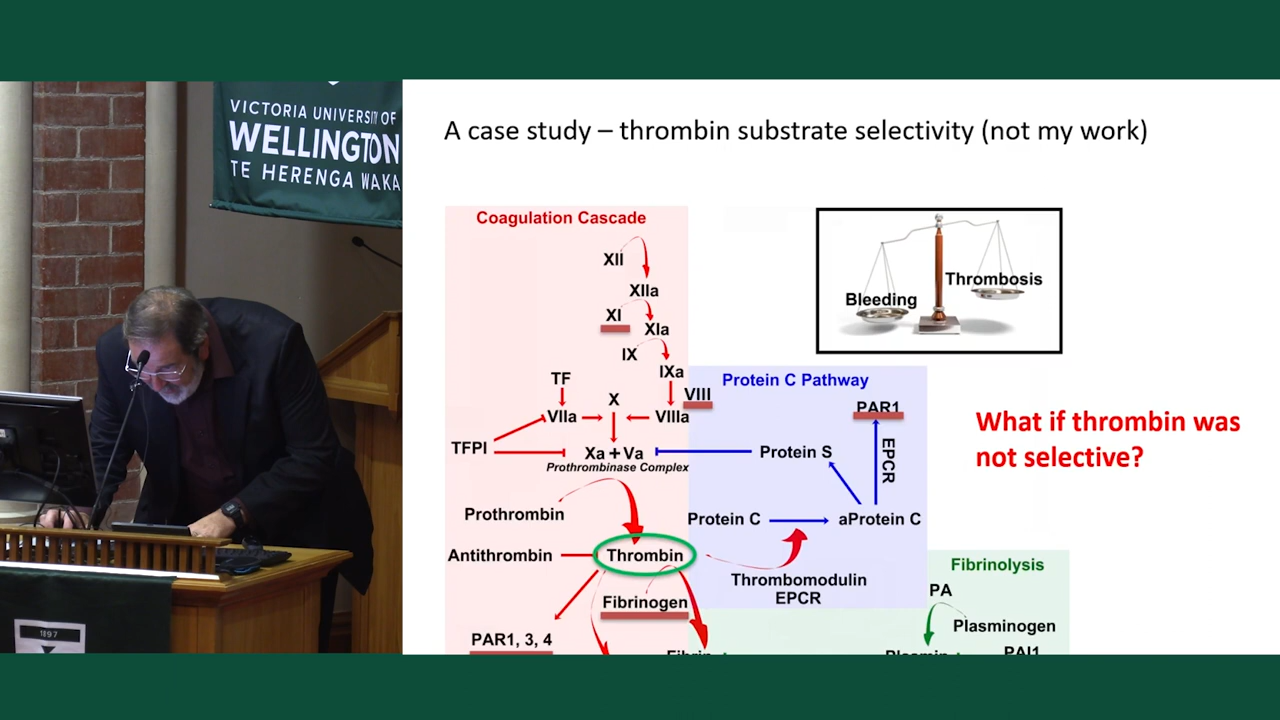 VICTORIA UNIVERSITY OF
WELLINGTON
TE HERENGA WAKA
1897
A case study – thrombin substrate selectivity (not my work)
Coagulation Cascade
XII
XIIa
XI
XIa
IX
IXa
TF
X
VIII
VIIa
VIIIa
TFPI
Xa + Va
Prothrombinase Complex
Prothrombin
Antithrombin
Thrombin
Fibrinogen
PAR1, 3, 4
Fibrin
Bleeding
Thrombosis
Protein C Pathway
PAR1
EPCR
Protein S
Protein C
aProtein C
Thrombomodulin
EPCR
What if thrombin was
not selective?
Fibrinolysis
PA
Plasminogen
Plasmin
PAI1